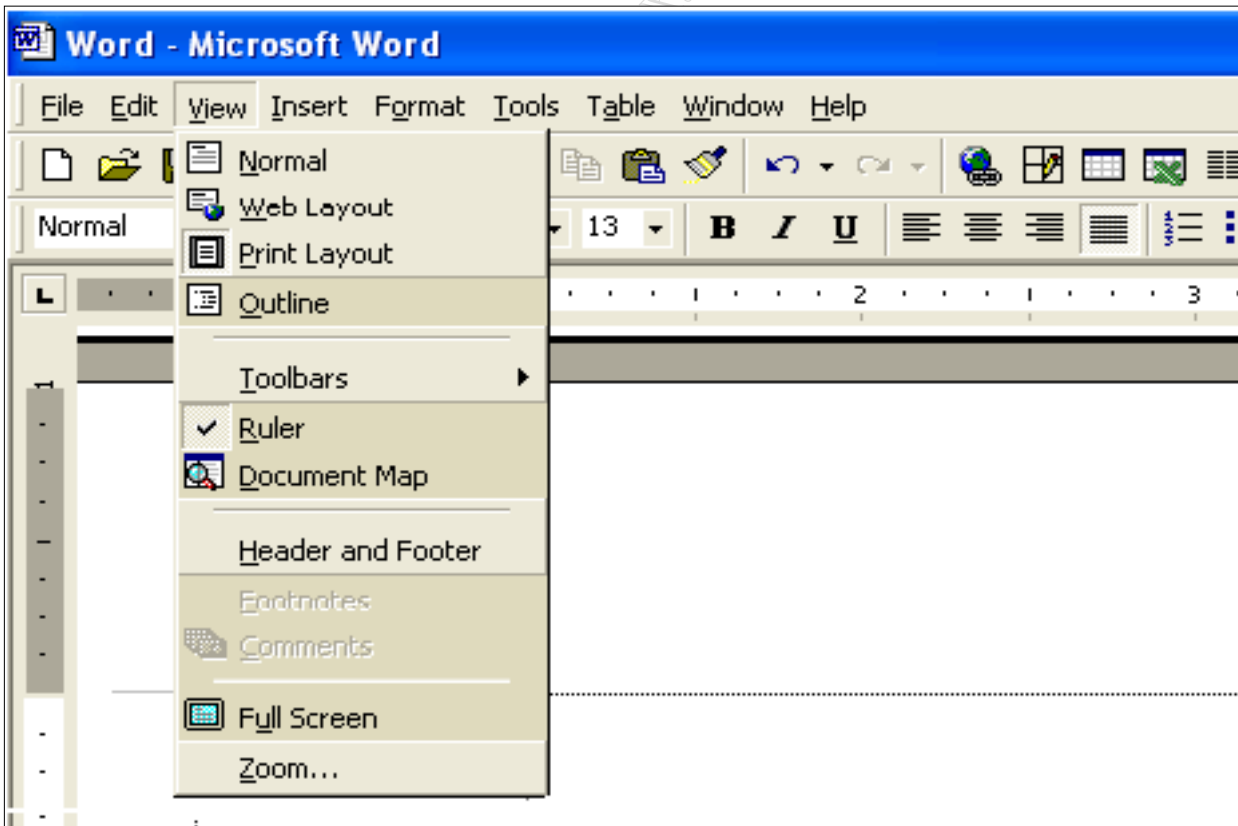 Word - Microsoft Word
File Edit View Insert Format Tools Table Window Help
Normal
Web Layout
Normal 13 B I U
Print Layout
Outline
2 3
Toolbars
1
Ruler
Document Map
Header and Footer
Footnotes
Comments
Full Screen
Zoom...